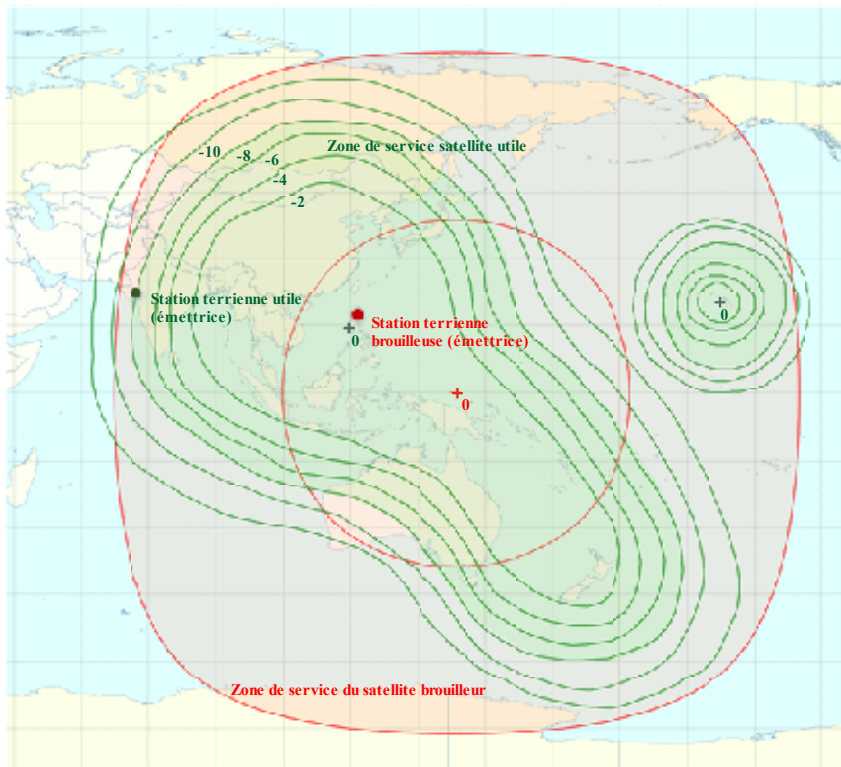 Zone de service satellite utile
-10
-8
-6
-4
-2
Station terrienne utile
(émettrice)
Station terrienne
brouilleuse (émettrice)
0
0
0
Zone de service du satellite brouilleur